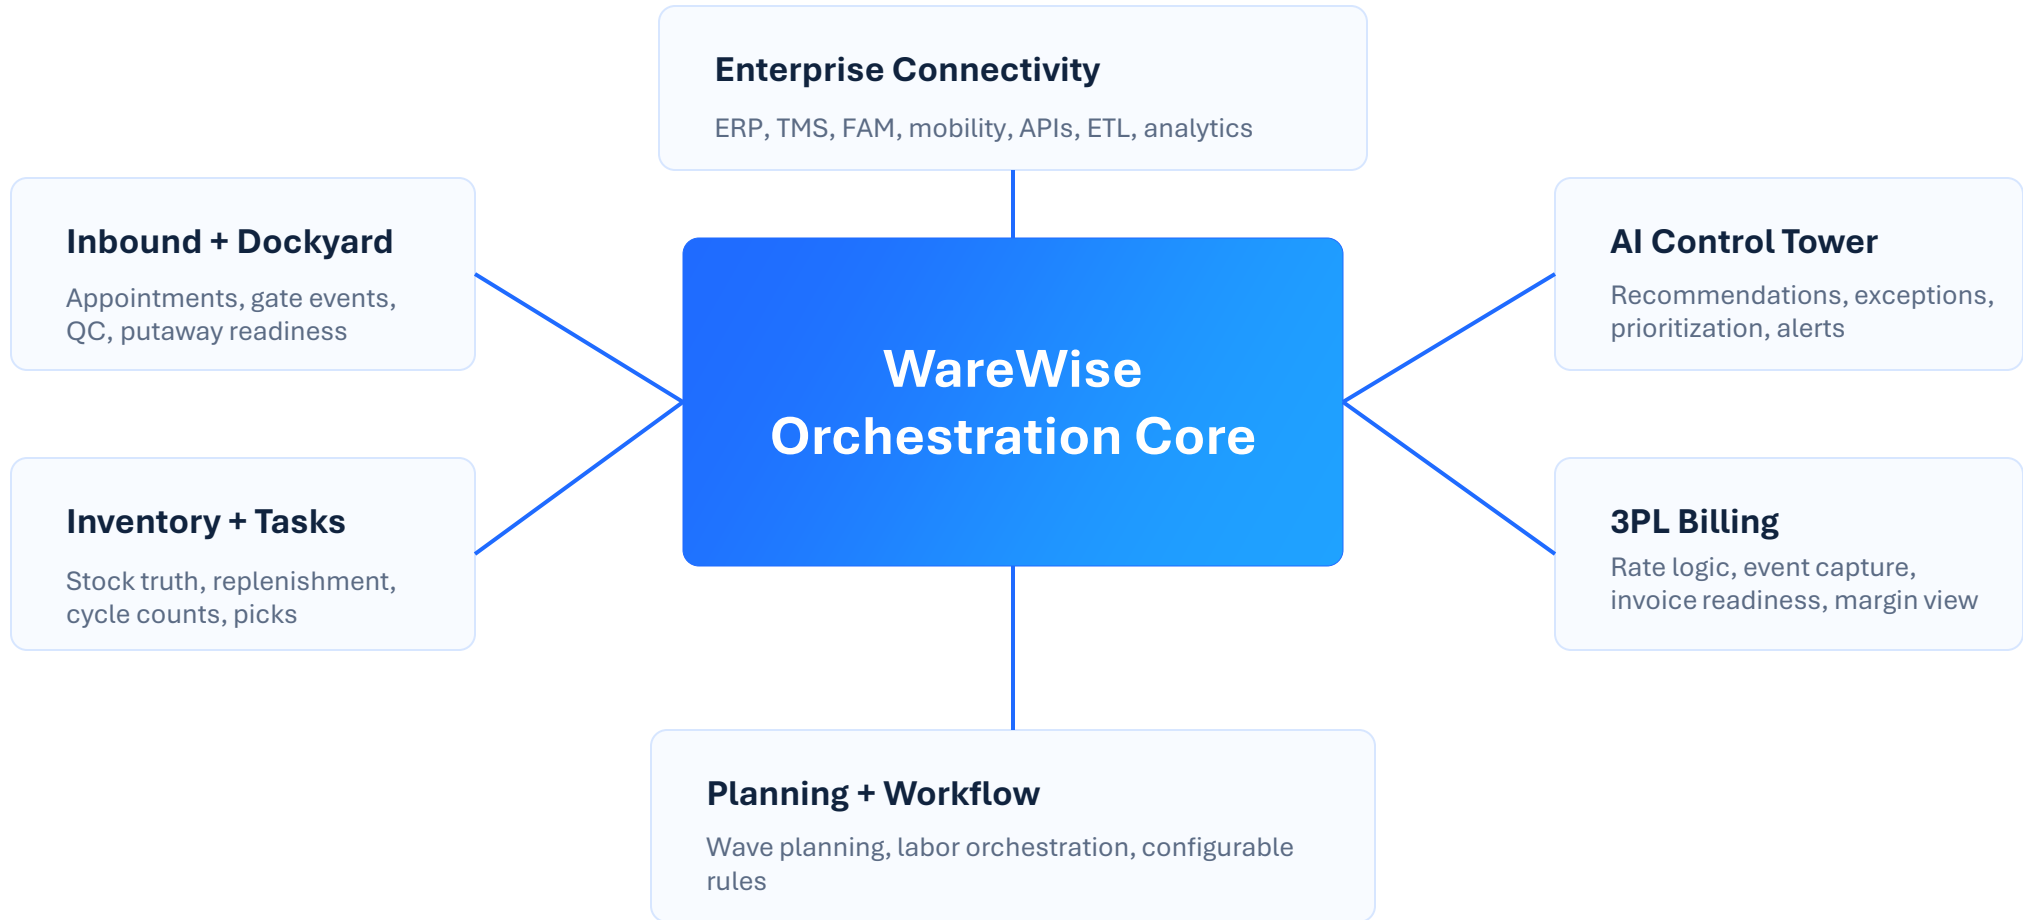 Enterprise Connectivity
ERP, TMS, FAM, mobility, APIs, ETL, analytics
Inbound + Dockyard
Appointments, gate events,
QC, putaway readiness
AI Control Tower
Recommendations, exceptions,
prioritization, alerts
WareWise
Orchestration Core
Inventory + Tasks
Stock truth, replenishment,
cycle counts, picks
3PL Billing
Rate logic, event capture,
invoice readiness, margin view
Planning + Workflow
Wave planning, labor orchestration, configurable
rules